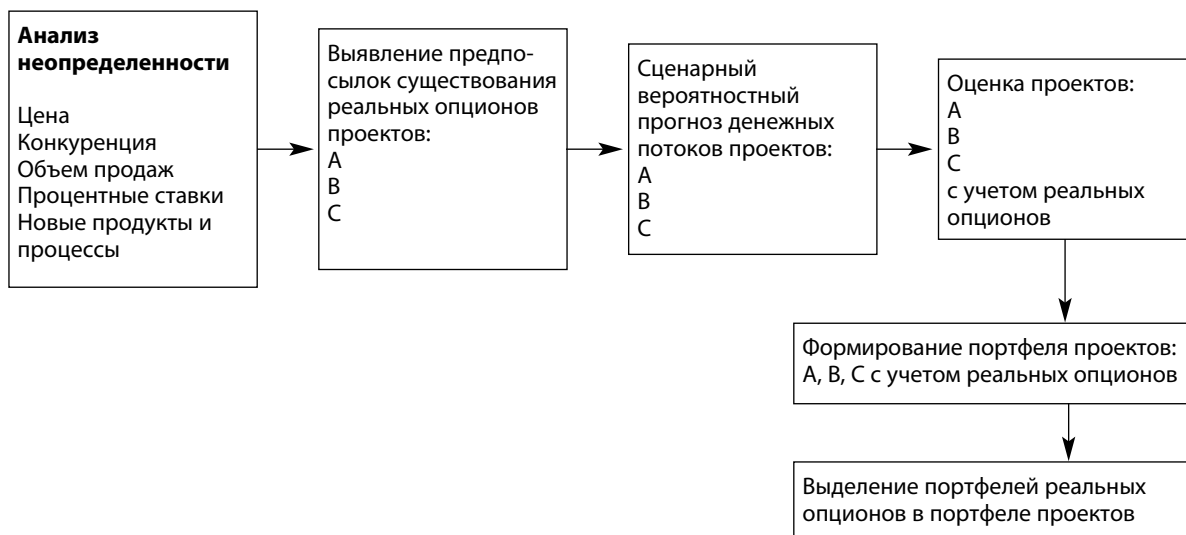 Анализ
неопределенности
Цена
Конкуренция
Объем продаж
Процентные ставки
Новые продукты и
процессы
Выявление предпо-
сылок существования
реальных опционов
проектов:
A
B
C
Сценарный
вероятностный
прогноз денежных
потоков проектов:
A
B
C
Оценка проектов:
A
B
C
с учетом реальных
опционов
Формирование портфеля проектов:
A, B, C с учетом реальных опционов
Выделение портфелей реальных
опционов в портфеле проектов